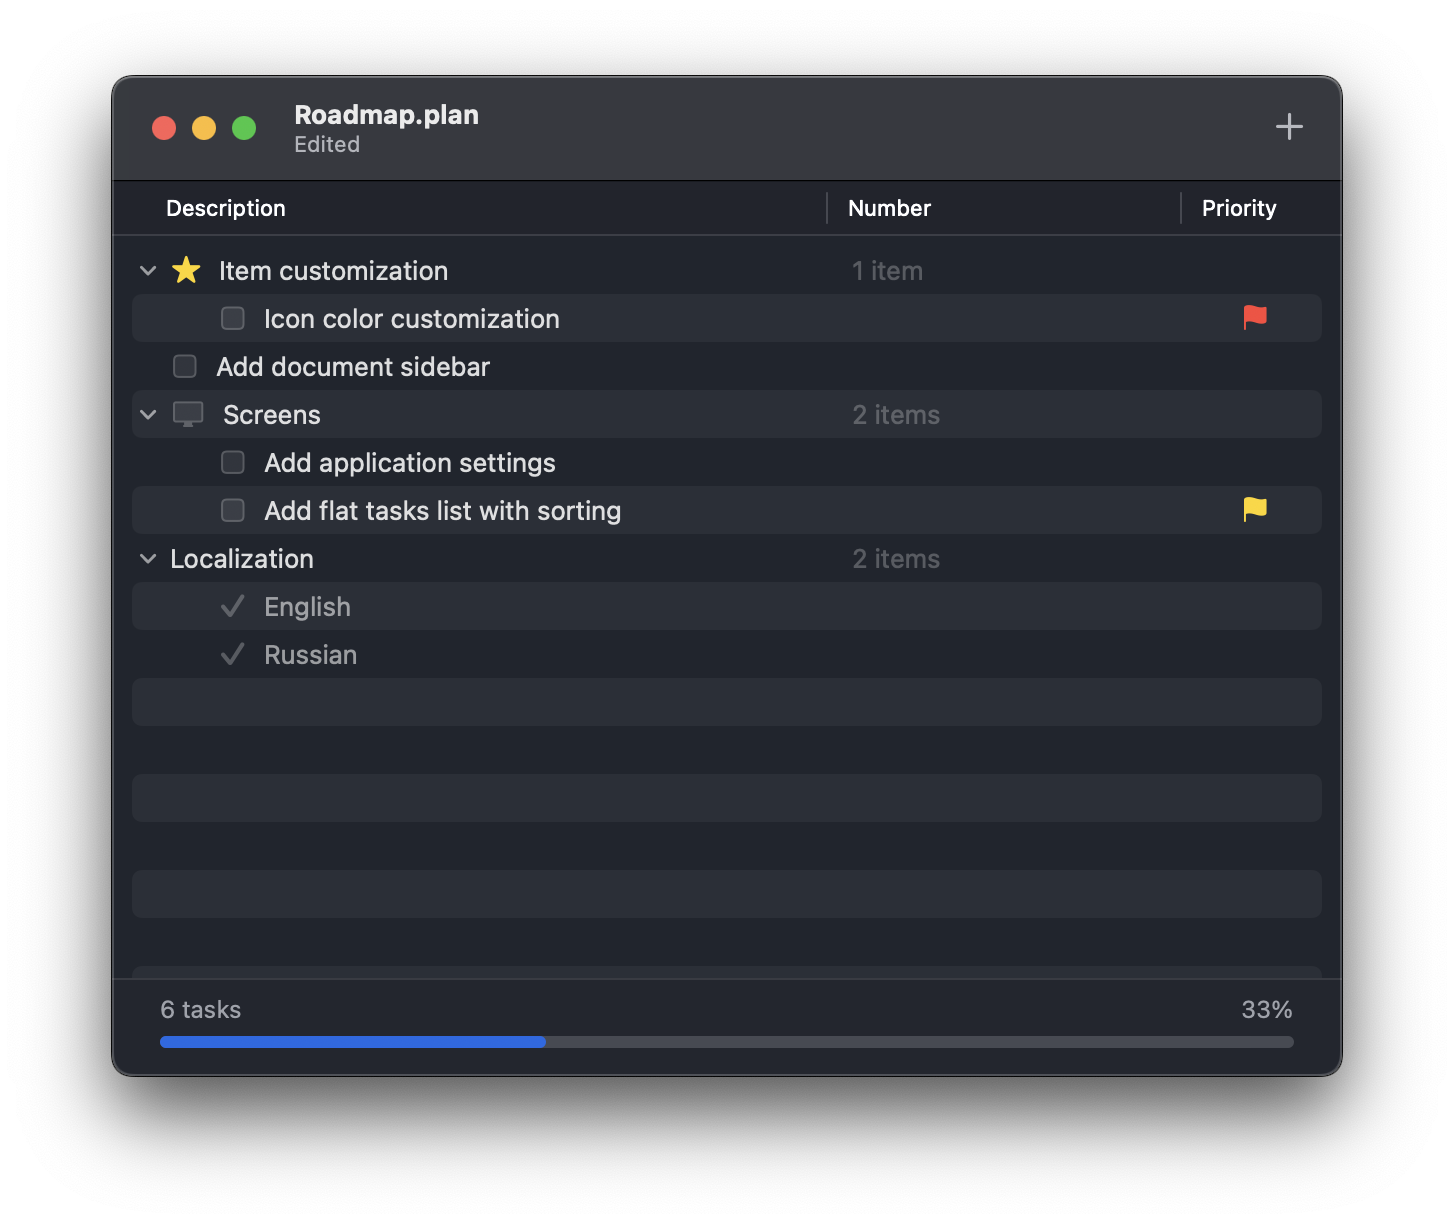 Roadmap.plan
Edited
Description Number Priority
Item customization 1 item
Icon color customization
Add document sidebar
Screens 2 items
Add application settings
Add flat tasks list with sorting
Localization 2 items
English
Russian
6 tasks 33%